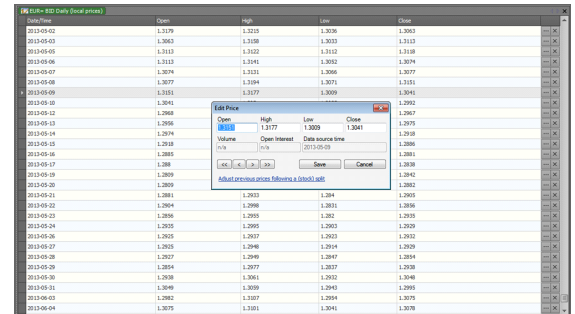 EUR= BID Daily (local prices)
Date/Time Open High Low Close
2013-05-02 1.3179 1.3215 1.3036 1.3063
2013-05-03 1.3063 1.3158 1.3033 1.3113
2013-05-05 1.3113 1.3122 1.3112 1.3118
2013-05-06 1.3113 1.3141 1.3052 1.3074
2013-05-07 1.3074 1.3131 1.3066 1.3077
2013-05-08 1.3077 1.3194 1.3071 1.3151
2013-05-09 1.3151 1.3177 1.3009 1.3041
2013-05-10 1.3041 1.2992
2013-05-12 1.2968 1.2967
2013-05-13 1.2956 1.2975
2013-05-14 1.2974 1.2918
2013-05-15 1.2918 1.2886
2013-05-16 1.2885 1.2881
2013-05-17 1.288 1.2838
2013-05-19 1.2809 1.2842
2013-05-20 1.2809 1.2882
2013-05-21 1.2881 1.2933 1.284 1.2905
2013-05-22 1.2904 1.2998 1.2831 1.2856
2013-05-23 1.2856 1.2955 1.282 1.2935
2013-05-24 1.2935 1.2995 1.2903 1.2929
2013-05-26 1.2925 1.2937 1.2923 1.2932
2013-05-27 1.2925 1.2948 1.2914 1.2929
2013-05-28 1.2927 1.2949 1.2847 1.2854
2013-05-29 1.2854 1.2977 1.2837 1.2938
2013-05-30 1.2938 1.3061 1.2932 1.3048
2013-05-31 1.3049 1.3059 1.2943 1.2995
2013-06-03 1.2982 1.3107 1.2954 1.3075
2013-06-04 1.3075 1.3101 1.3041 1.3078
Edit Price
Open High Low Close
1.3151 1.3177 1.3009 1.3041
Volume Open Interest Data source time
n/a n/a 2013-05-09
<< < > >> Save Cancel
Adjust previous prices following a (stock) split